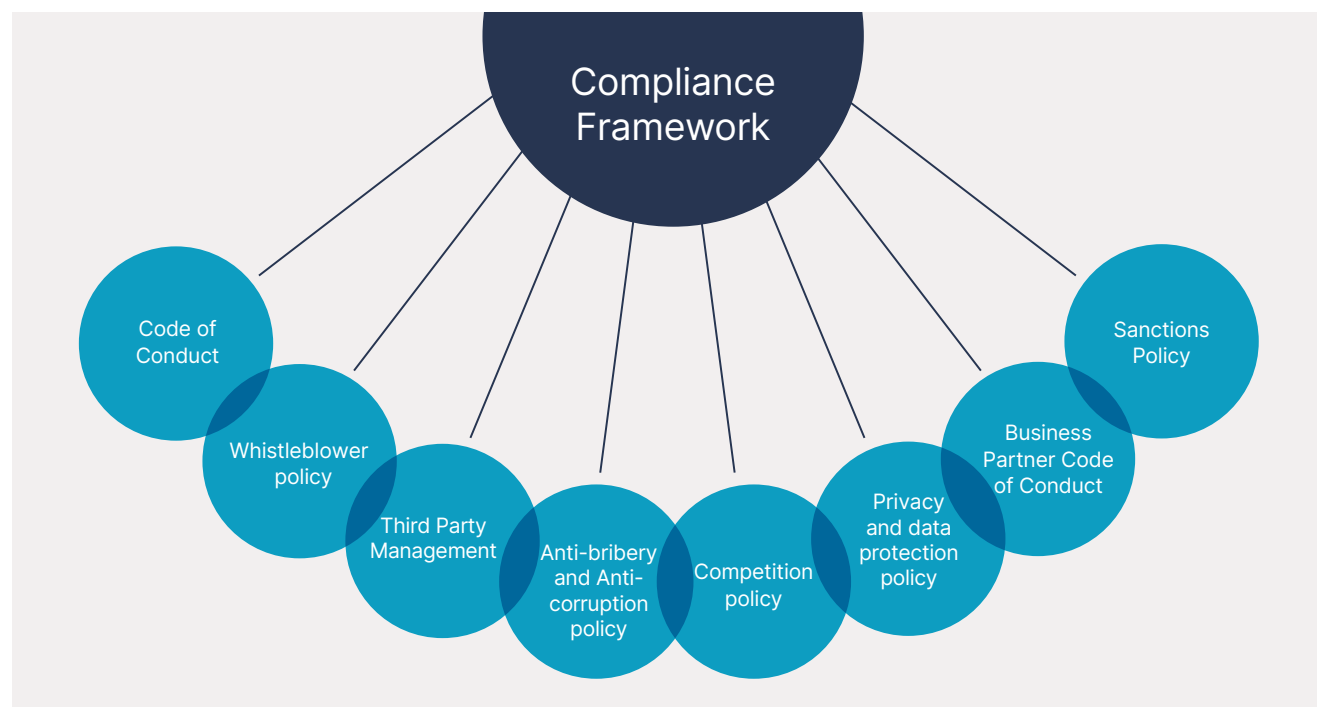 Compliance
Framework
Code of
Conduct
Whistleblower
policy
Third Party
Management
Anti-bribery
and Anti-
corruption
policy
Competition
policy
Privacy
and data
protection
policy
Business
Partner Code
of Conduct
Sanctions
Policy